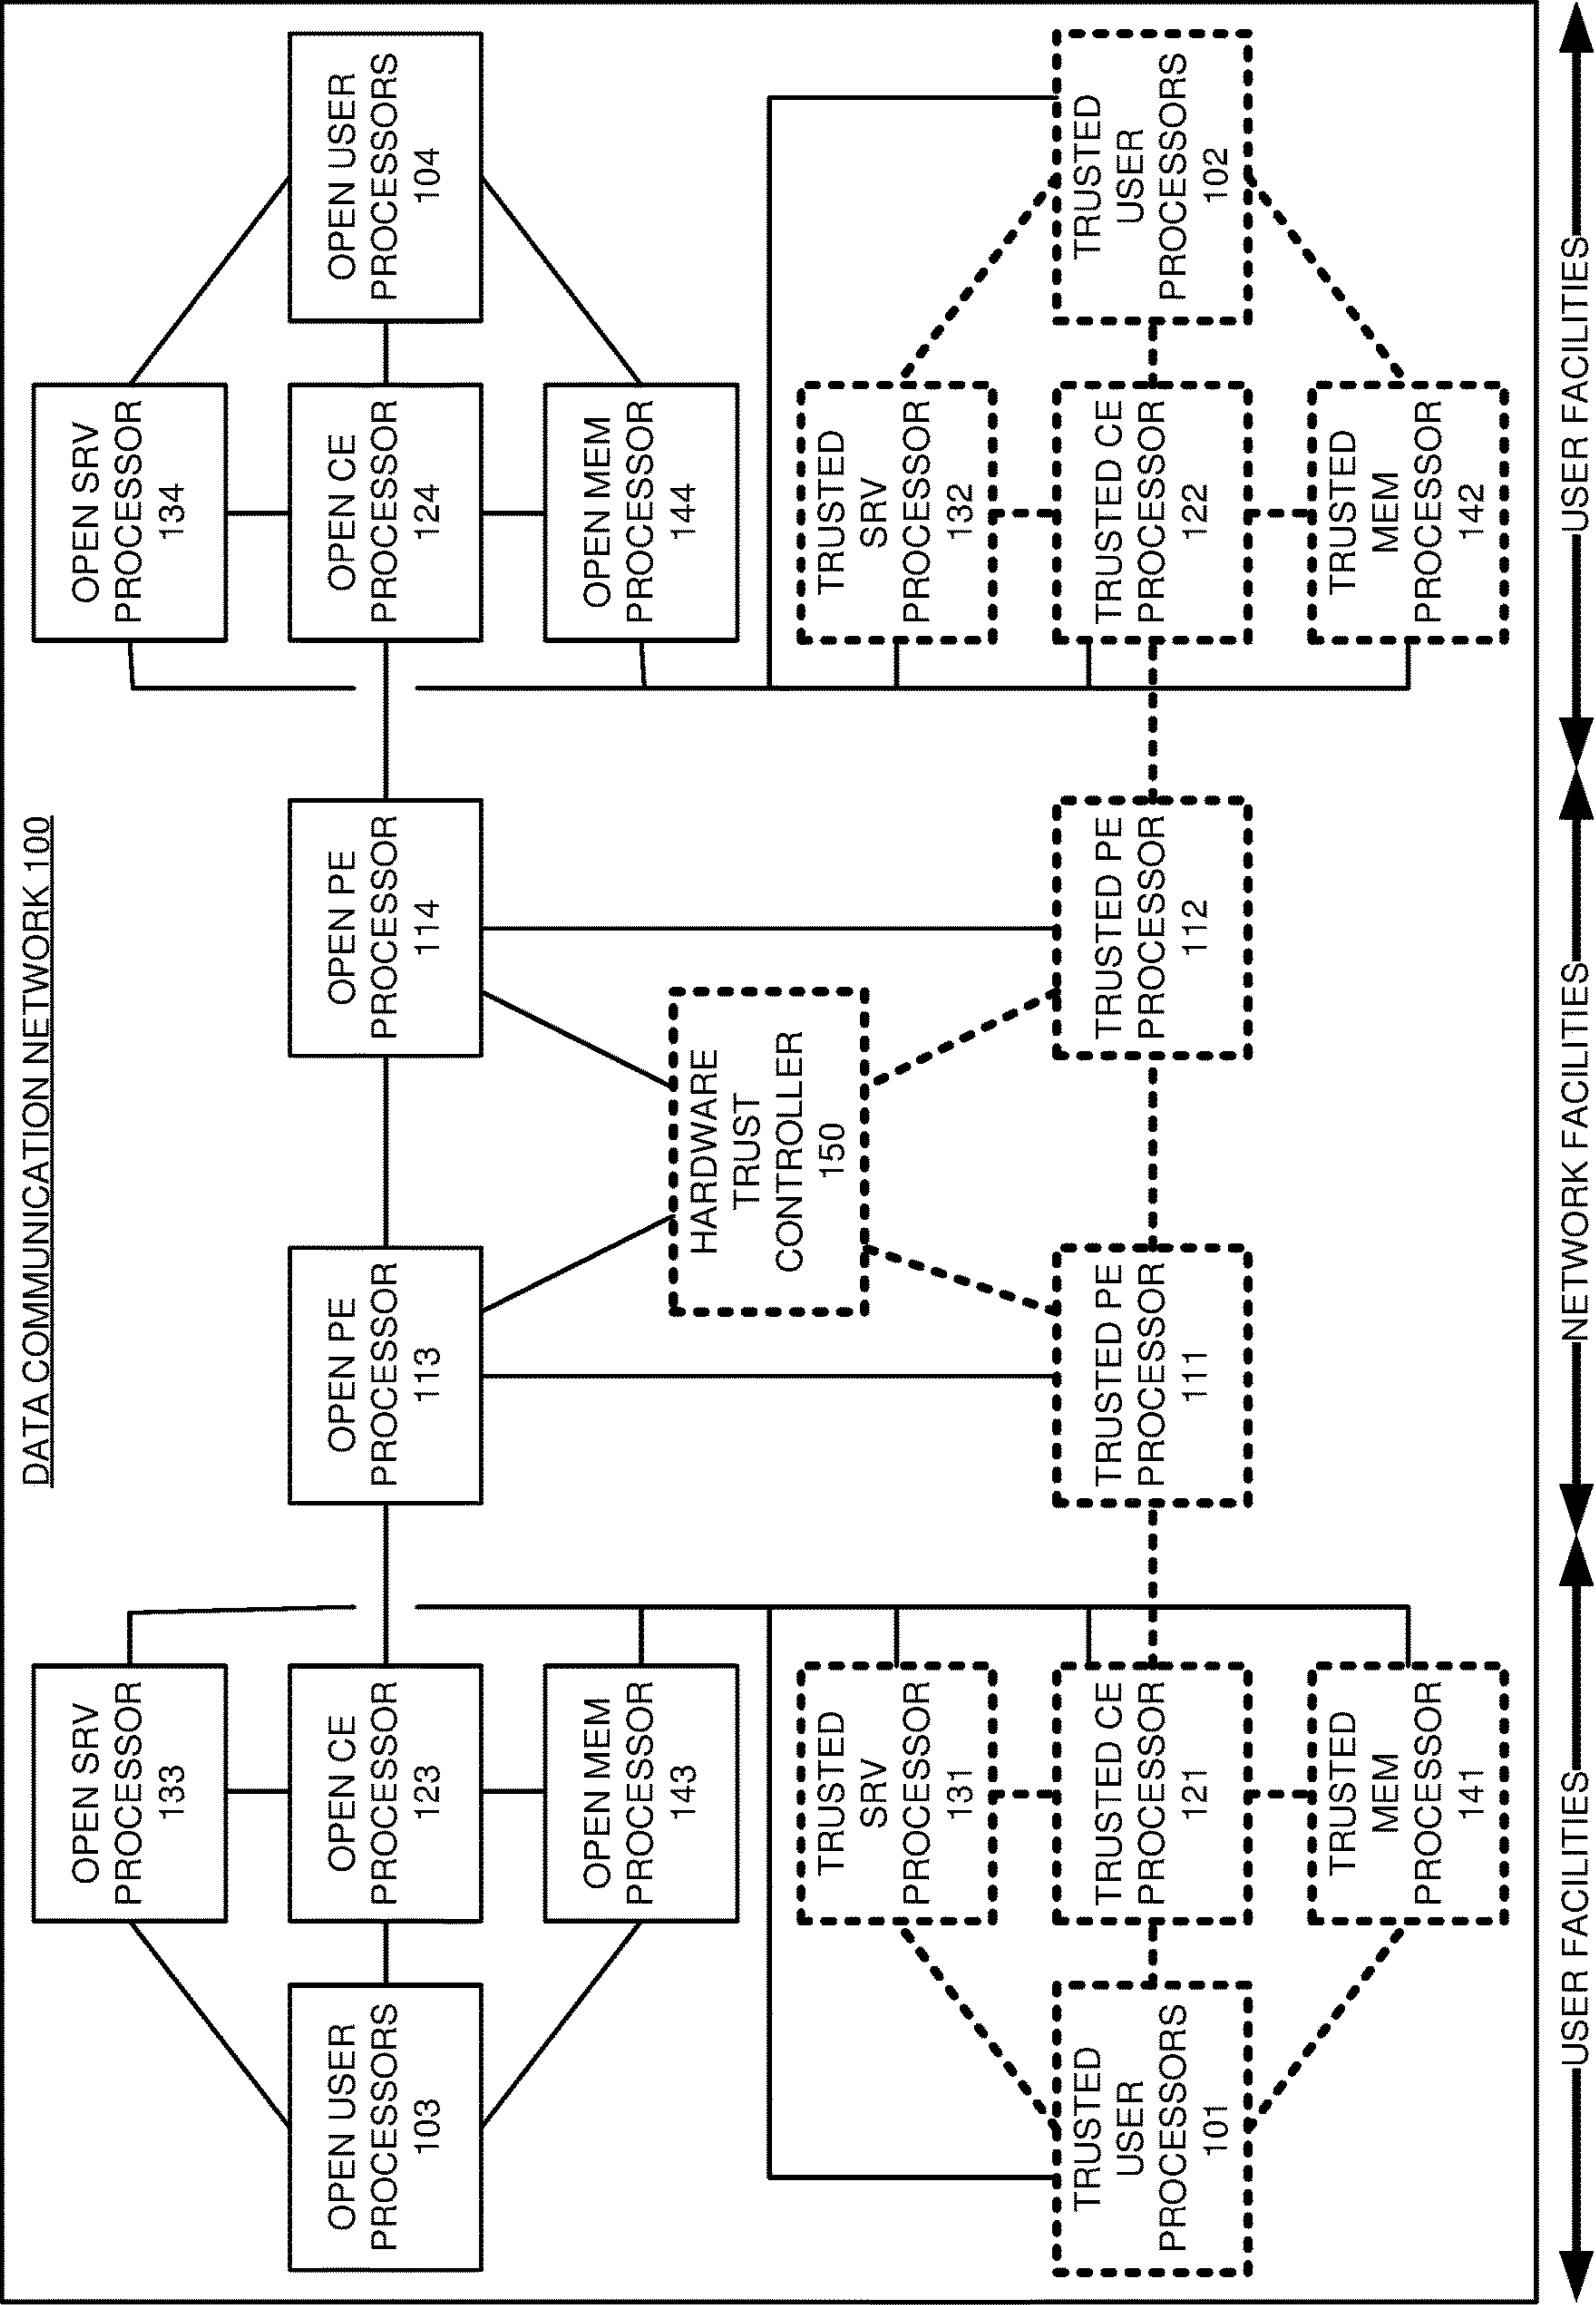 DATA COMMUNICATION NETWORK 100
OPEN SRV
PROCESSOR
133
OPEN SRV
PROCESSOR
134
OPEN USER
PROCESSORS
103
OPEN CE
PROCESSOR
123
OPEN PE
PROCESSOR
113
OPEN PE
PROCESSOR
114
OPEN CE
PROCESSOR
124
OPEN USER
PROCESSORS
104
OPEN MEM
PROCESSOR
143
OPEN MEM
PROCESSOR
144
HARDWARE
TRUST
CONTROLLER
150
TRUSTED
SRV
PROCESSOR
131
TRUSTED
SRV
PROCESSOR
132
TRUSTED
USER
PROCESSORS
101
TRUSTED CE
PROCESSOR
121
TRUSTED PE
PROCESSOR
111
TRUSTED PE
PROCESSOR
112
TRUSTED CE
PROCESSOR
122
TRUSTED
USER
PROCESSORS
102
TRUSTED
MEM
PROCESSOR
141
TRUSTED
MEM
PROCESSOR
142
USER FACILITIES
NETWORK FACILITIES
USER FACILITIES